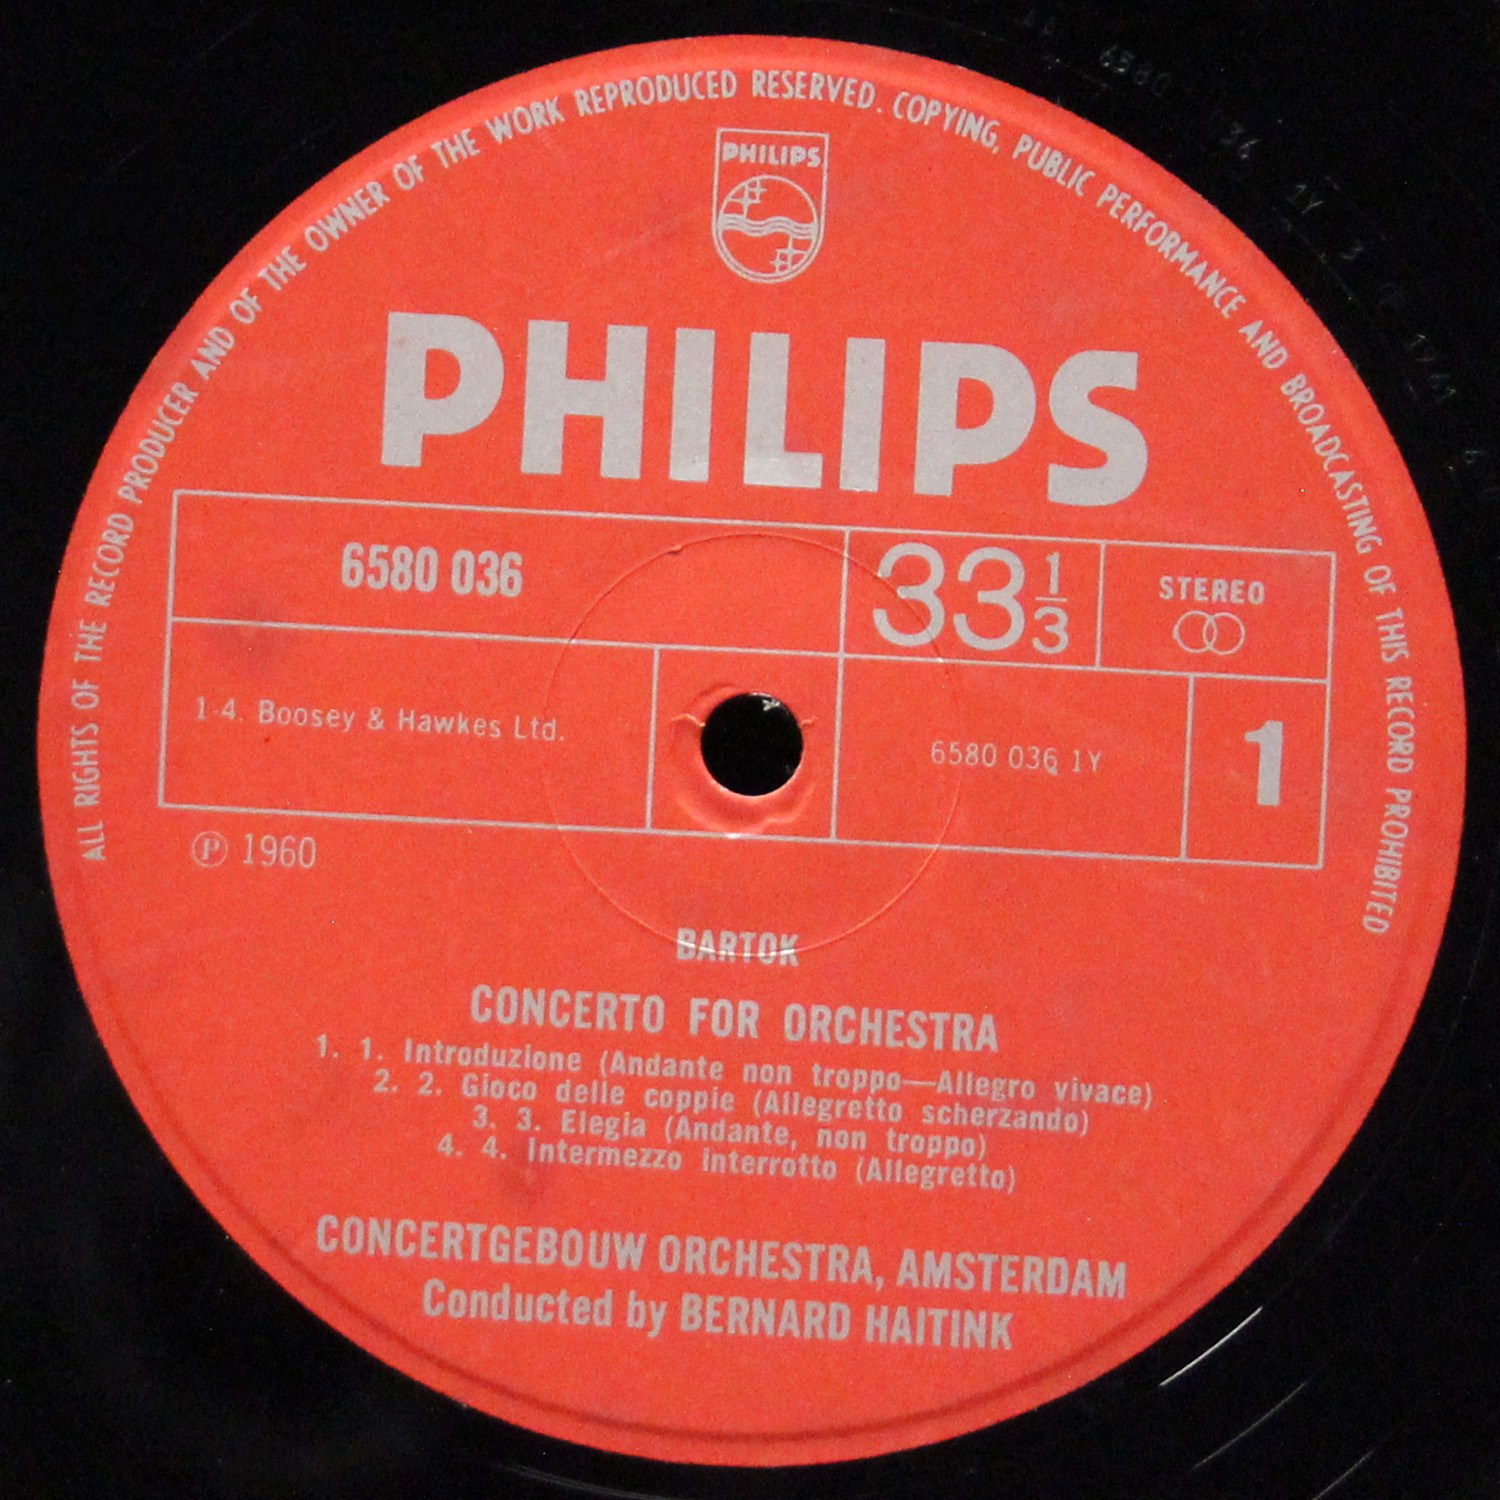 ALL RIGHTS OF THE RECORD PRODUCER AND OF THE OWNER OF THE WORK REPRODUCED RESERVED. COPYING, PUBLIC PERFORMANCE AND BROADCASTING OF THIS RECORD PROHIBITED
PHILIPS
PHILIPS
6580 036
33 1/3
STEREO
1-4. Boosey & Hawkes Ltd.
6580 036 1Y
1
℗ 1960
BARTOK
CONCERTO FOR ORCHESTRA
1. 1. Introduzione (Andante non troppo—Allegro vivace)
2. 2. Gioco delle coppie (Allegretto scherzando)
3. 3. Elegia (Andante, non troppo)
4. 4. Intermezzo interrotto (Allegretto)
CONCERTGEBOUW ORCHESTRA, AMSTERDAM
Conducted by BERNARD HAITINK